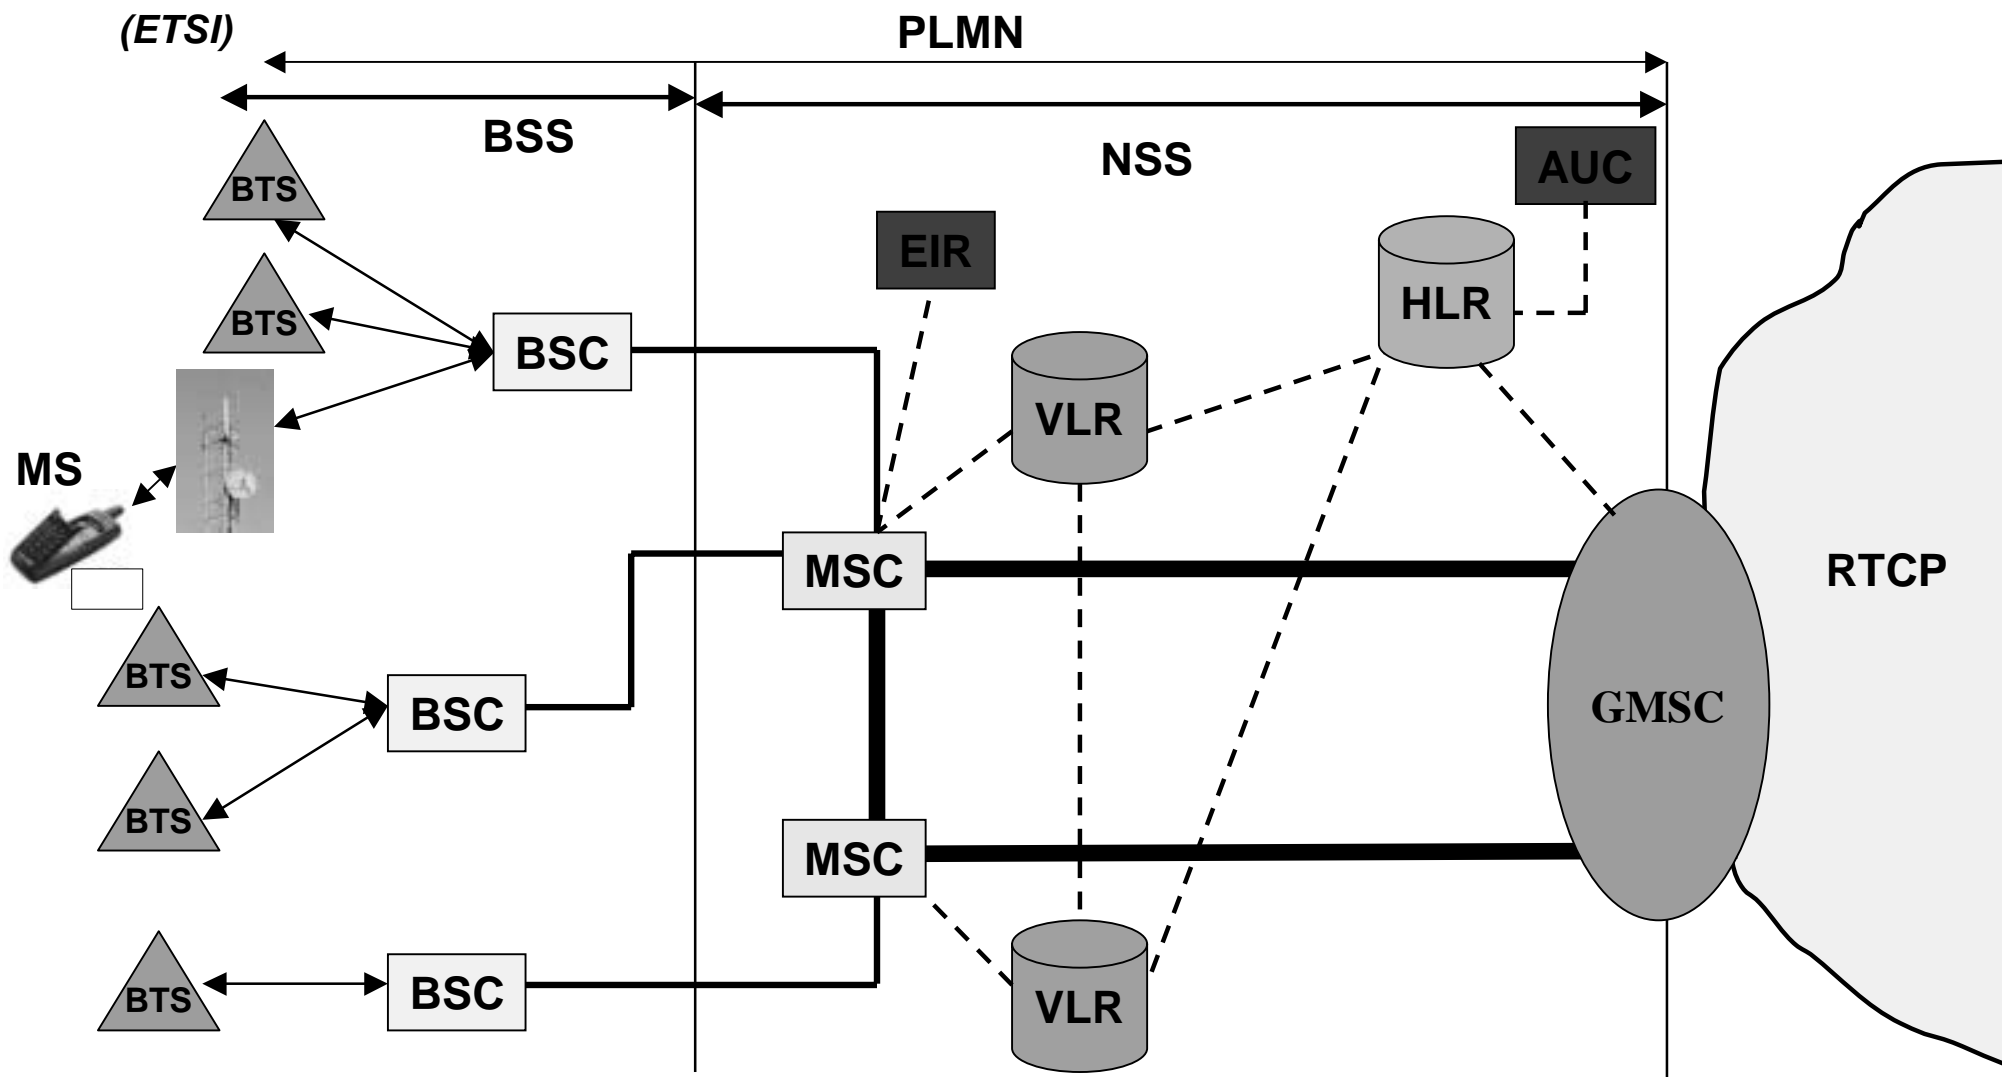 (ETSI)
PLMN
BSS
NSS
AUC
BTS
EIR
HLR
BTS
BSC
VLR
MS
MSC
RTCP
BTS
BSC
GMSC
BTS
MSC
BTS
BSC
VLR